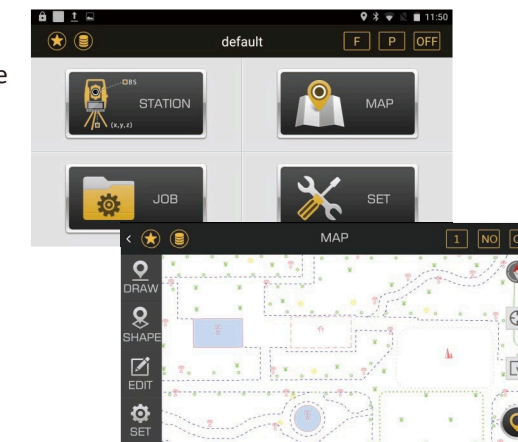 e
11:50
default
F P OFF
BS
STATION
(x,y,z)
MAP
JOB
SET
MAP
1 NO
DRAW
SHAPE
EDIT
SET